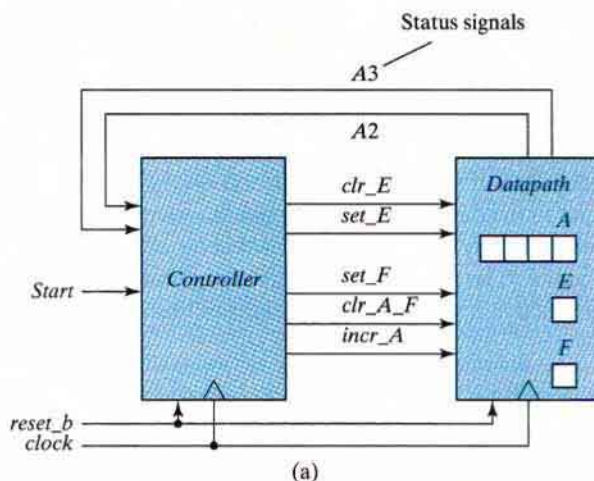 Status signals
A3
A2
clr_E
set_E
Datapath
A
Controller
Start
set_F
E
clr_A_F
incr_A
F
reset_b
clock
(a)